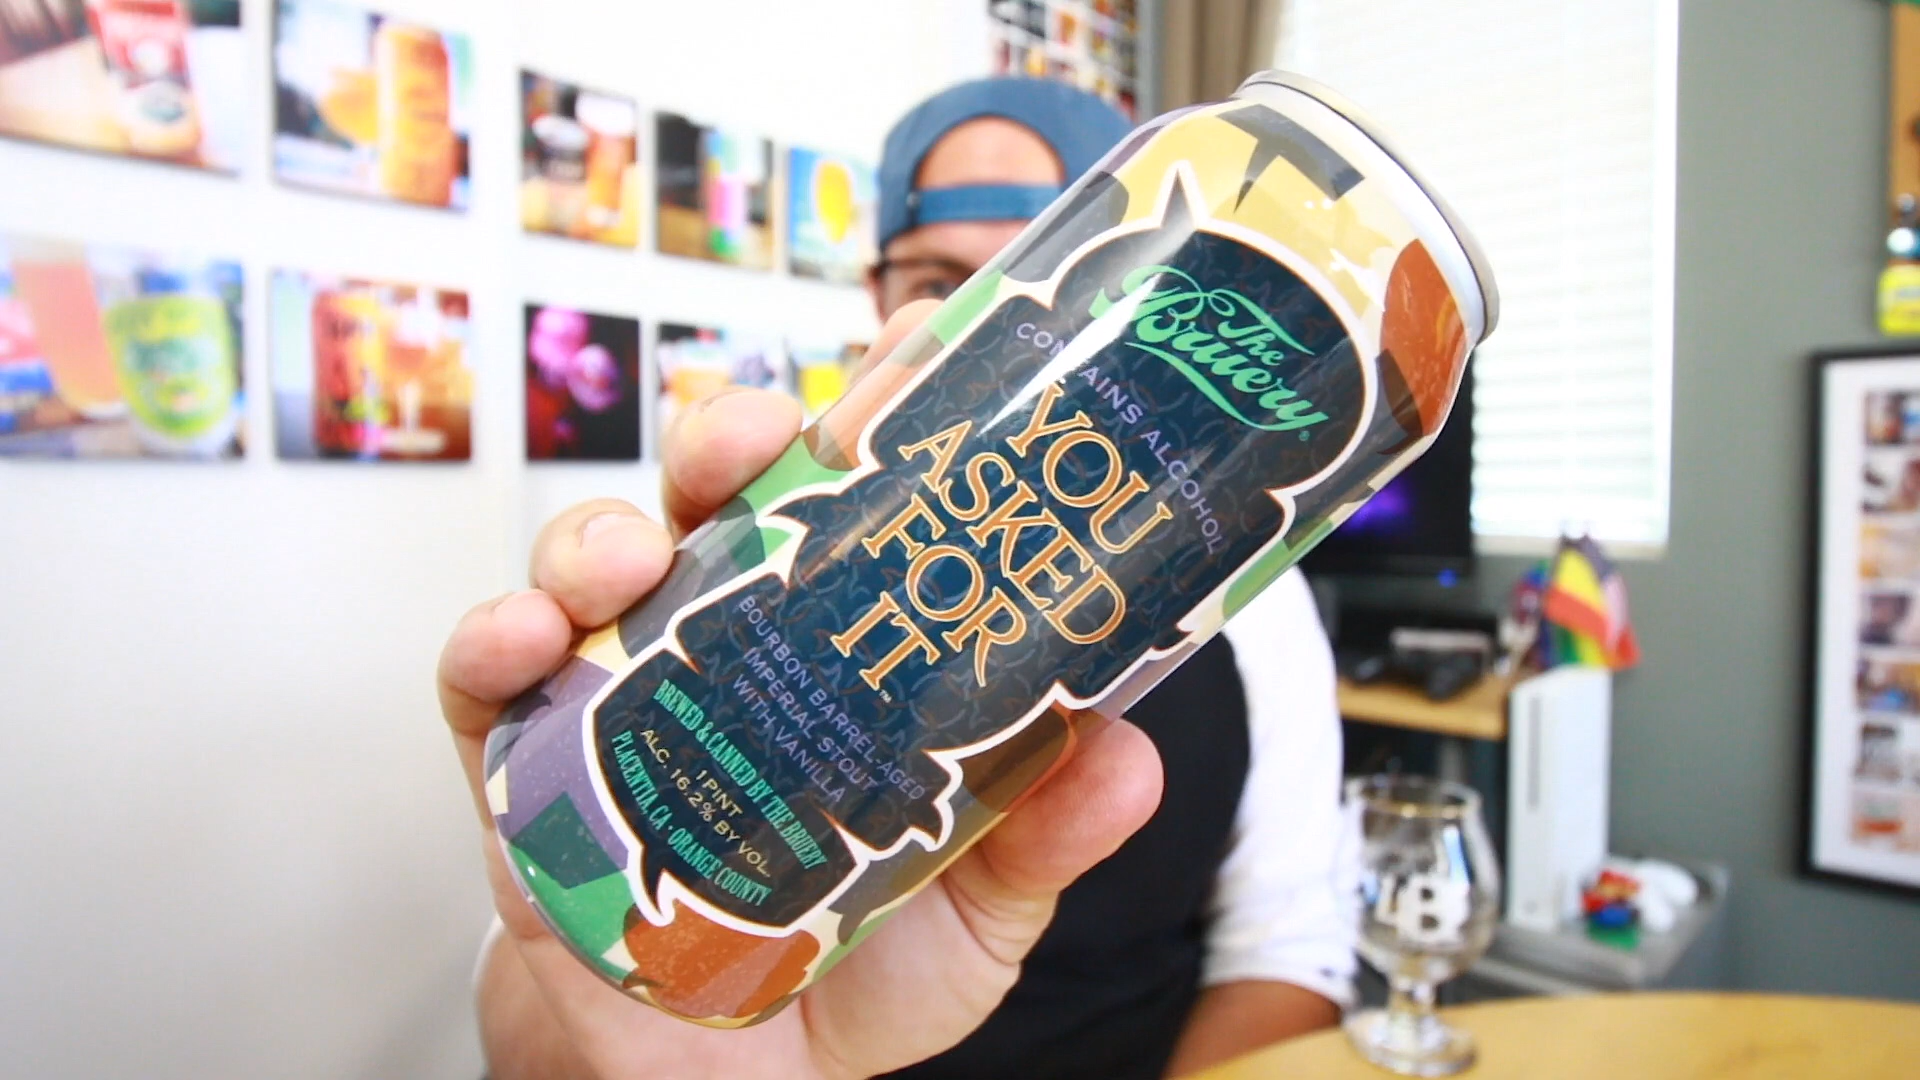 The
Bruery®
CONTAINS ALCOHOL
YOU
ASKED
FOR
IT™
BOURBON BARREL-AGED
IMPERIAL STOUT
WITH VANILLA
BREWED & CANNED BY THE BRUERY
1 PINT
ALC. 16.2% BY VOL.
PLACENTIA, CA · ORANGE COUNTY